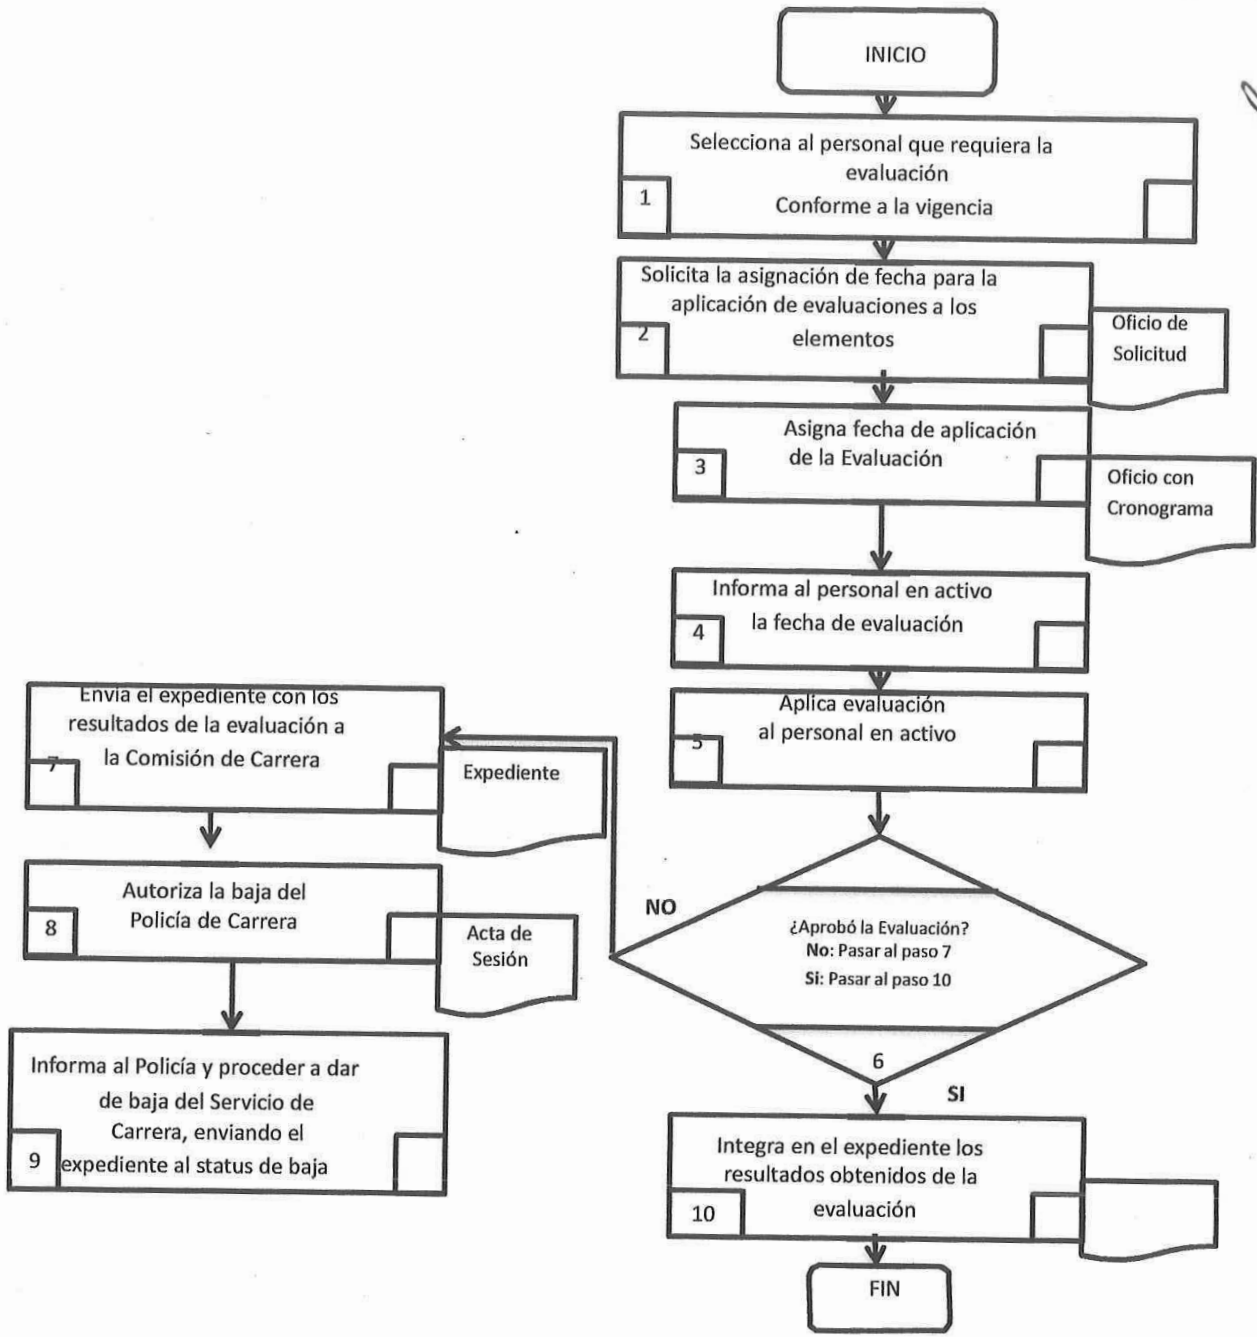 INICIO
Selecciona al personal que requiera la
evaluación
Conforme a la vigencia
1
Solicita la asignación de fecha para la
aplicación de evaluaciones a los
elementos
2
Oficio de
Solicitud
Asigna fecha de aplicación
de la Evaluación
3
Oficio con
Cronograma
Informa al personal en activo
la fecha de evaluación
4
Aplica evaluación
al personal en activo
5
¿Aprobó la Evaluación?
No: Pasar al paso 7
Si: Pasar al paso 10
6
NO
SI
Envía el expediente con los
resultados de la evaluación a
la Comisión de Carrera
7
Expediente
Autoriza la baja del
Policía de Carrera
8
Acta de
Sesión
Informa al Policía y proceder a dar
de baja del Servicio de
Carrera, enviando el
expediente al status de baja
9
Integra en el expediente los
resultados obtenidos de la
evaluación
10
FIN